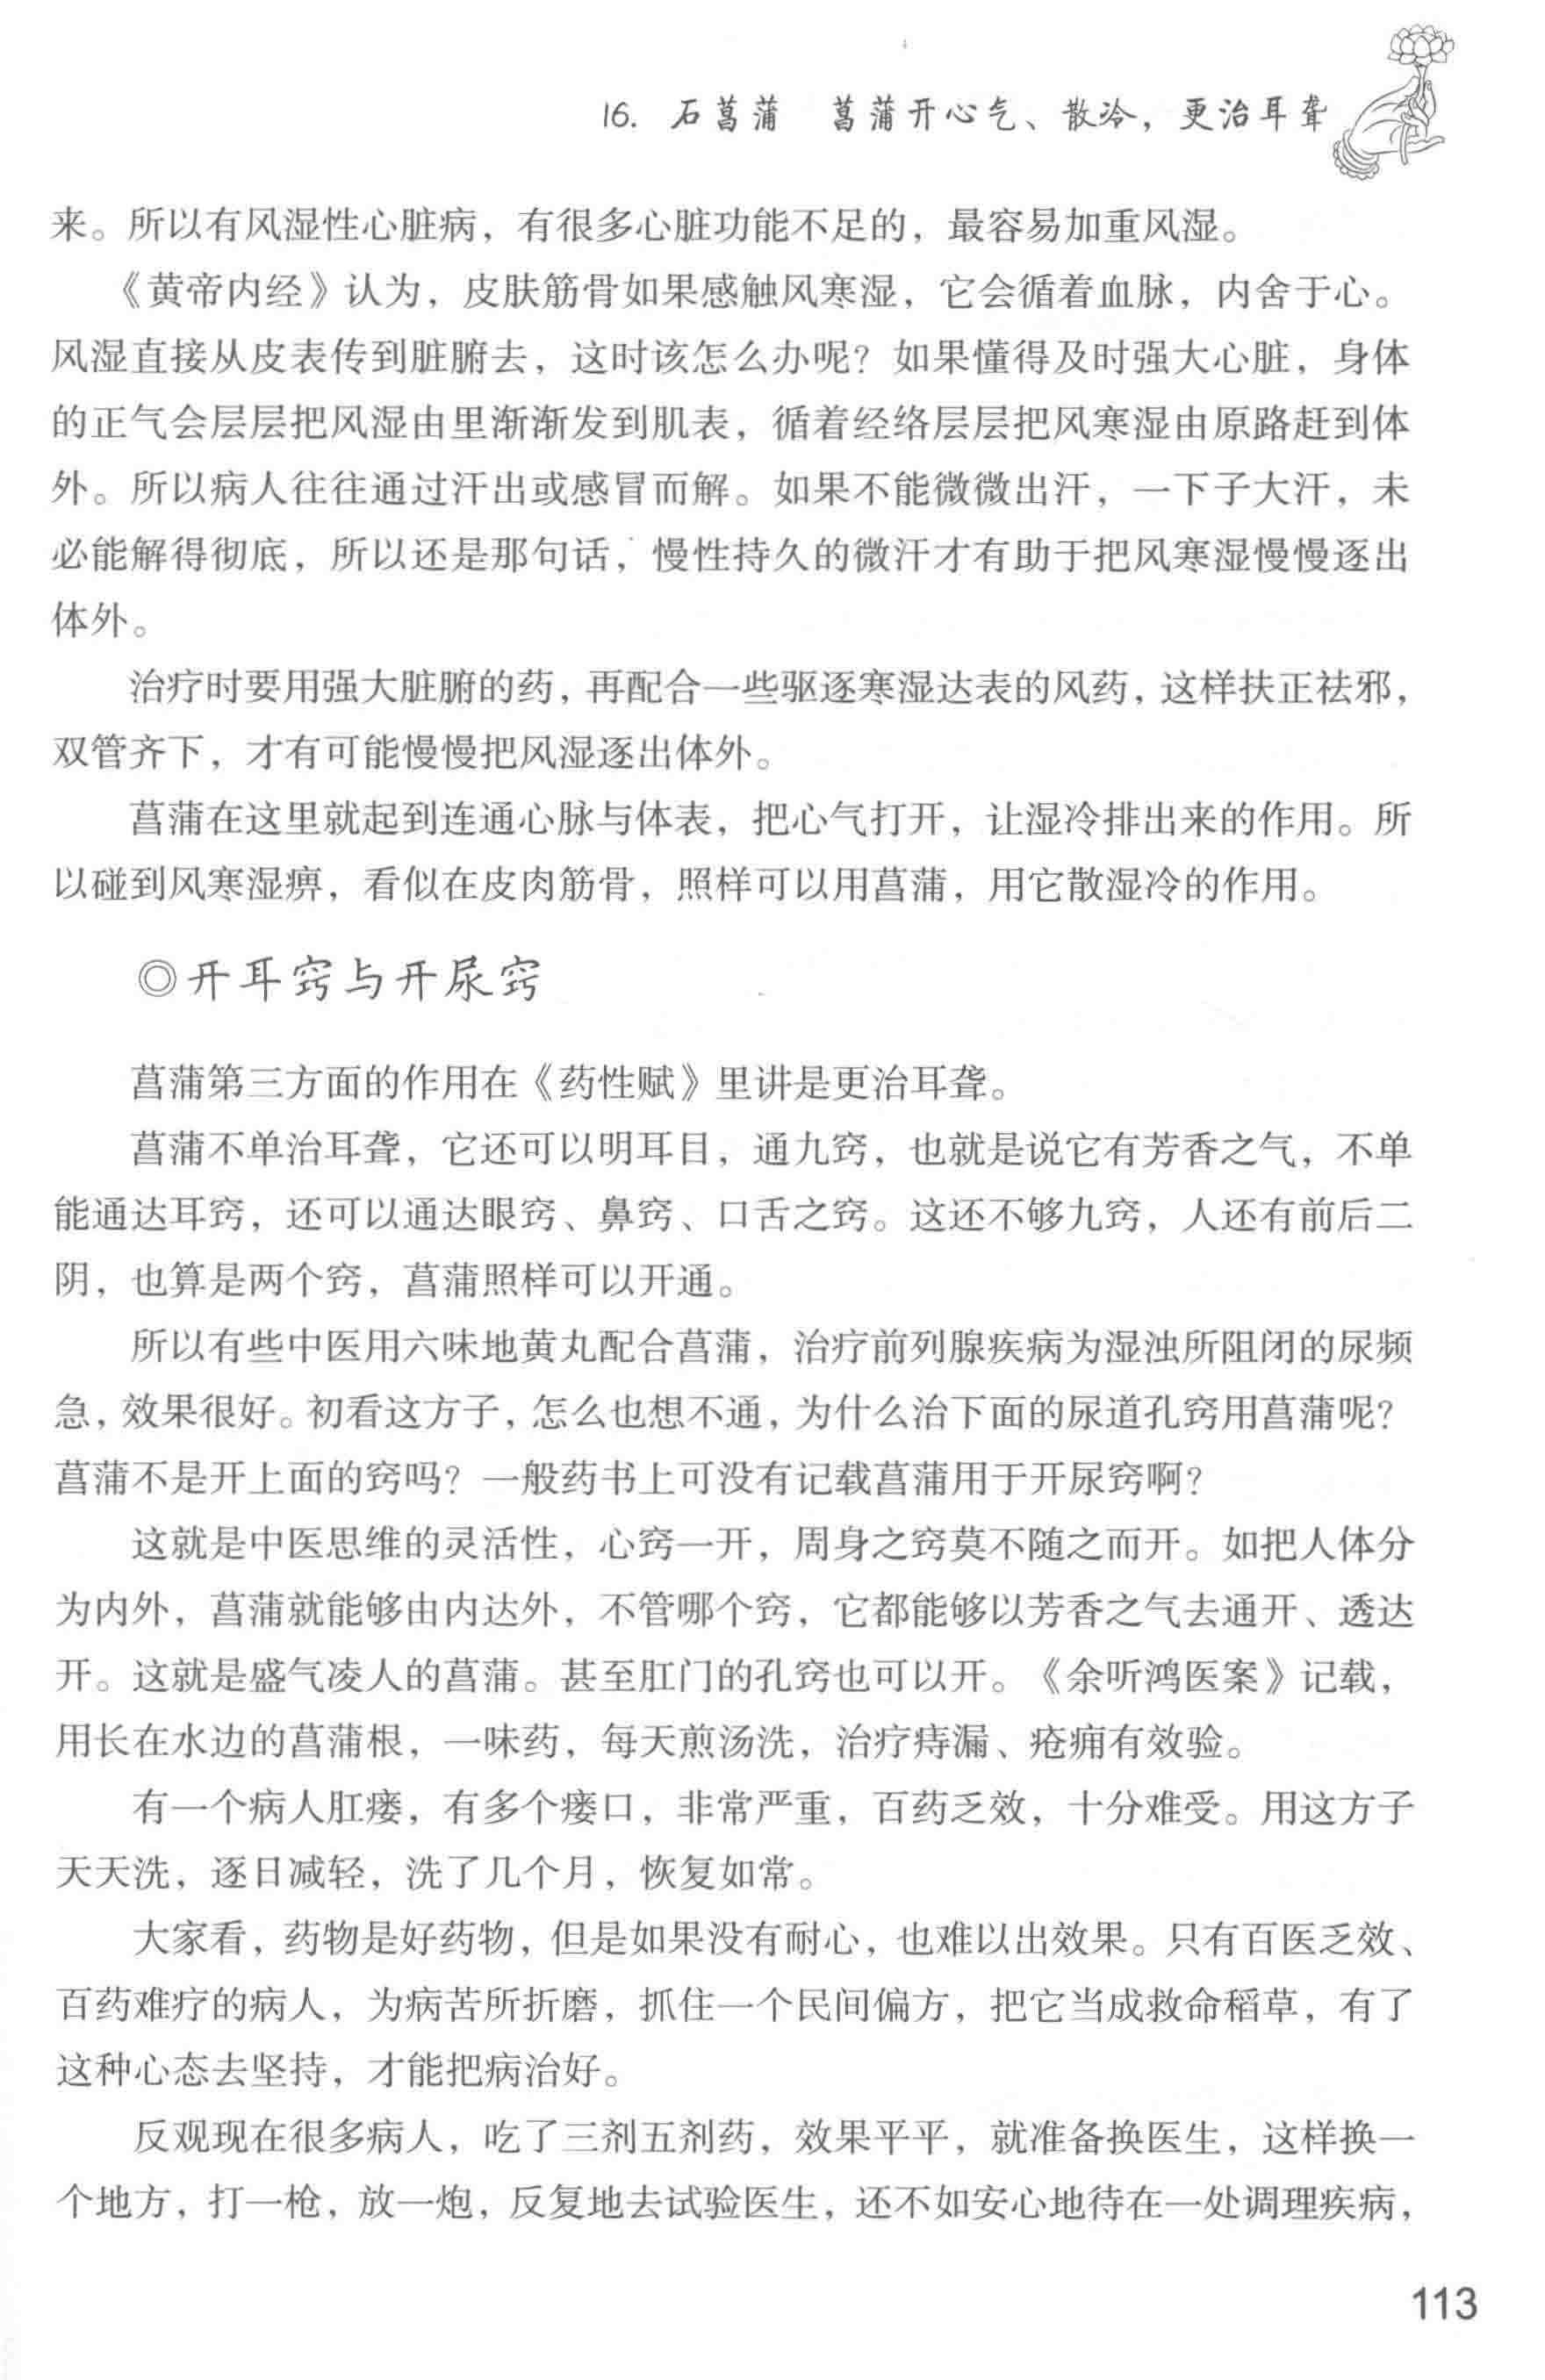 16. 石菖蒲　菖蒲开心气、散冷，更治耳聋
来。所以有风湿性心脏病，有很多心脏功能不足的，最容易加重风湿。
《黄帝内经》认为，皮肤筋骨如果感触风寒湿，它会循着血脉，内舍于心。
风湿直接从皮表传到脏腑去，这时该怎么办呢？如果懂得及时强大心脏，身体
的正气会层层把风湿由里渐渐发到肌表，循着经络层层把风寒湿由原路赶到体
外。所以病人往往通过汗出或感冒而解。如果不能微微出汗，一下子大汗，未
必能解得彻底，所以还是那句话，慢性持久的微汗才有助于把风寒湿慢慢逐出
体外。
治疗时要用强大脏腑的药，再配合一些驱逐寒湿达表的风药，这样扶正祛邪，
双管齐下，才有可能慢慢把风湿逐出体外。
菖蒲在这里就起到连通心脉与体表，把心气打开，让湿冷排出来的作用。所
以碰到风寒湿痹，看似在皮肉筋骨，照样可以用菖蒲，用它散湿冷的作用。
◎开耳窍与开尿窍
菖蒲第三方面的作用在《药性赋》里讲是更治耳聋。
菖蒲不单治耳聋，它还可以明耳目，通九窍，也就是说它有芳香之气，不单
能通达耳窍，还可以通达眼窍、鼻窍、口舌之窍。这还不够九窍，人还有前后二
阴，也算是两个窍，菖蒲照样可以开通。
所以有些中医用六味地黄丸配合菖蒲，治疗前列腺疾病为湿浊所阻闭的尿频
急，效果很好。初看这方子，怎么也想不通，为什么治下面的尿道孔窍用菖蒲呢？
菖蒲不是开上面的窍吗？一般药书上可没有记载菖蒲用于开尿窍啊？
这就是中医思维的灵活性，心窍一开，周身之窍莫不随之而开。如把人体分
为内外，菖蒲就能够由内达外，不管哪个窍，它都能够以芳香之气去通开、透达
开。这就是盛气凌人的菖蒲。甚至肛门的孔窍也可以开。《余听鸿医案》记载，
用长在水边的菖蒲根，一味药，每天煎汤洗，治疗痔漏、疮痈有效验。
有一个病人肛瘘，有多个瘘口，非常严重，百药乏效，十分难受。用这方子
天天洗，逐日减轻，洗了几个月，恢复如常。
大家看，药物是好药物，但是如果没有耐心，也难以出效果。只有百医乏效、
百药难疗的病人，为病苦所折磨，抓住一个民间偏方，把它当成救命稻草，有了
这种心态去坚持，才能把病治好。
反观现在很多病人，吃了三剂五剂药，效果平平，就准备换医生，这样换一
个地方，打一枪，放一炮，反复地去试验医生，还不如安心地待在一处调理疾病，
113